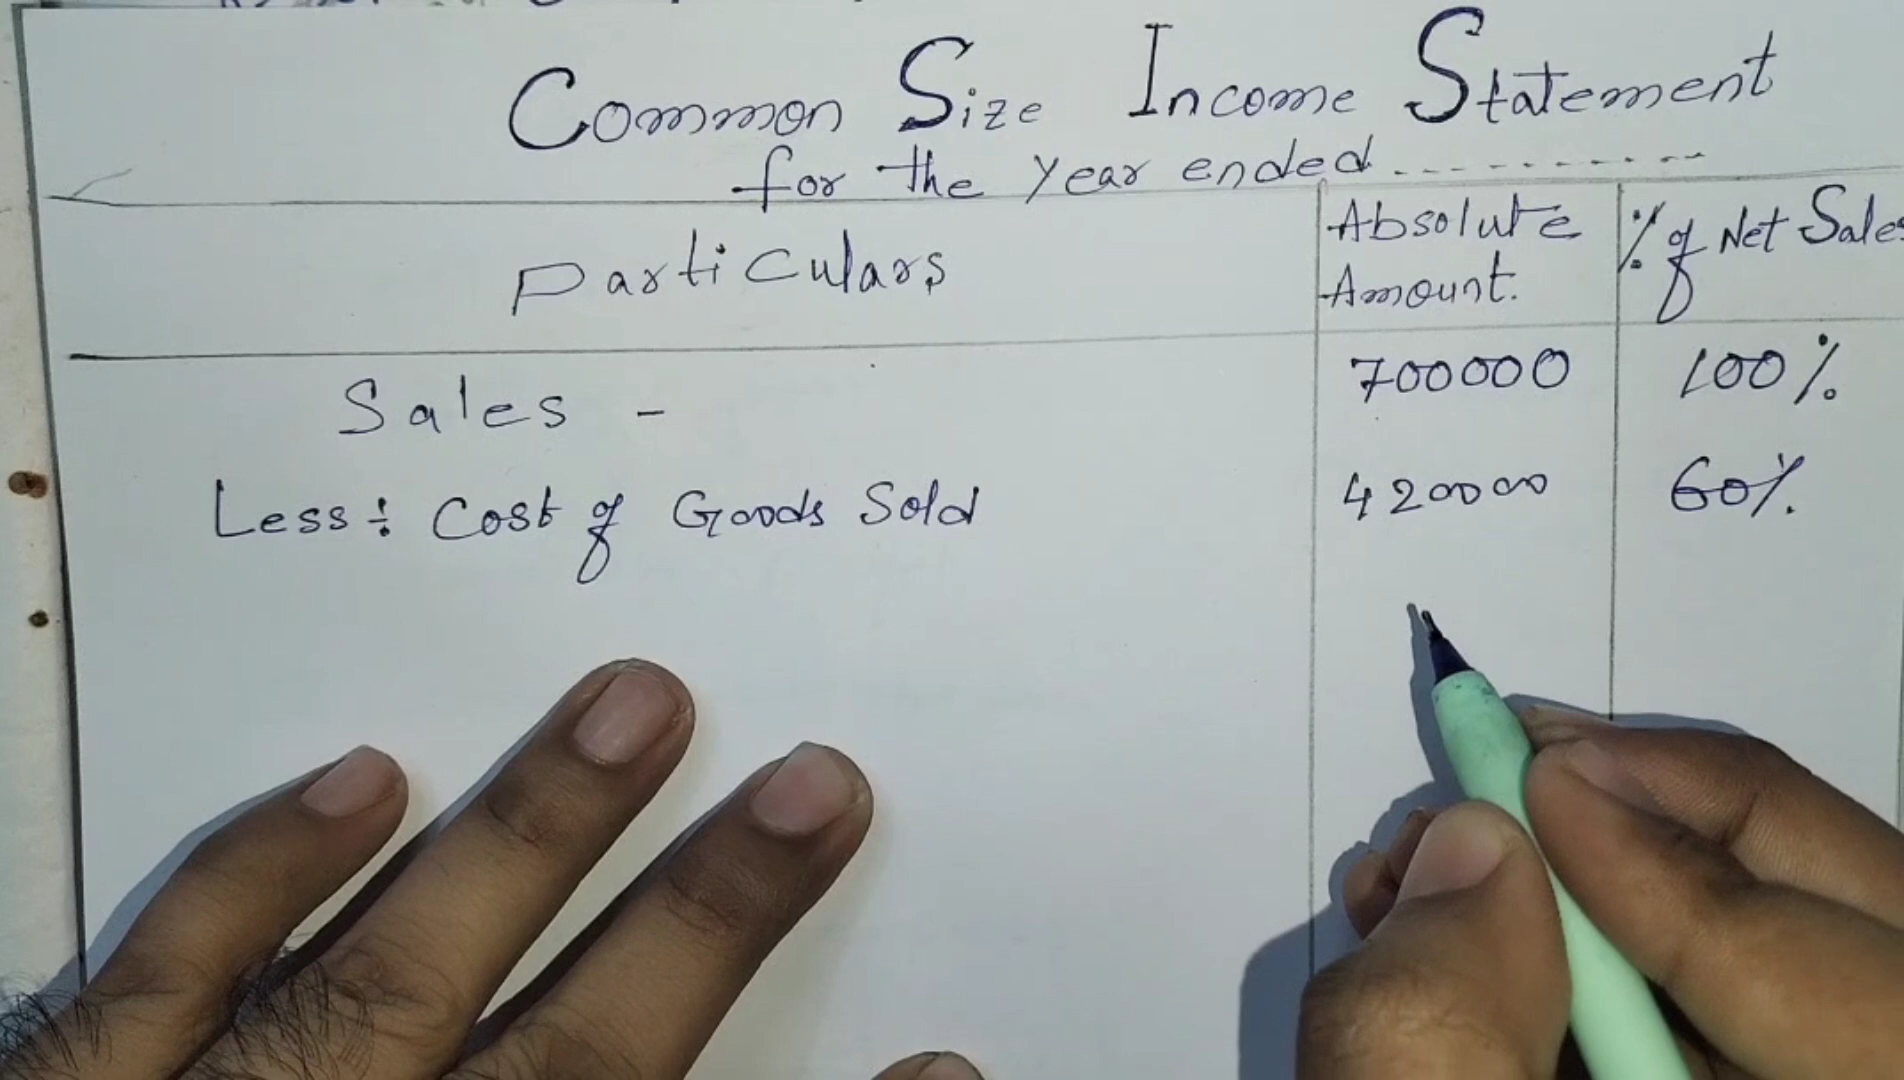 Common Size Income Statement
for the Year ended ...........
Particulars
Absolute Amount.
% of Net Sales
Sales - 700000 100%
Less: Cost of Goods Sold 420000 60%